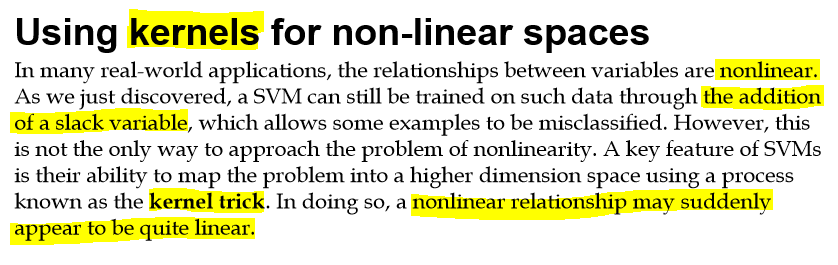 Using kernels for non-linear spaces
In many real-world applications, the relationships between variables are nonlinear.
As we just discovered, a SVM can still be trained on such data through the addition
of a slack variable, which allows some examples to be misclassified. However, this
is not the only way to approach the problem of nonlinearity. A key feature of SVMs
is their ability to map the problem into a higher dimension space using a process
known as the kernel trick. In doing so, a nonlinear relationship may suddenly
appear to be quite linear.